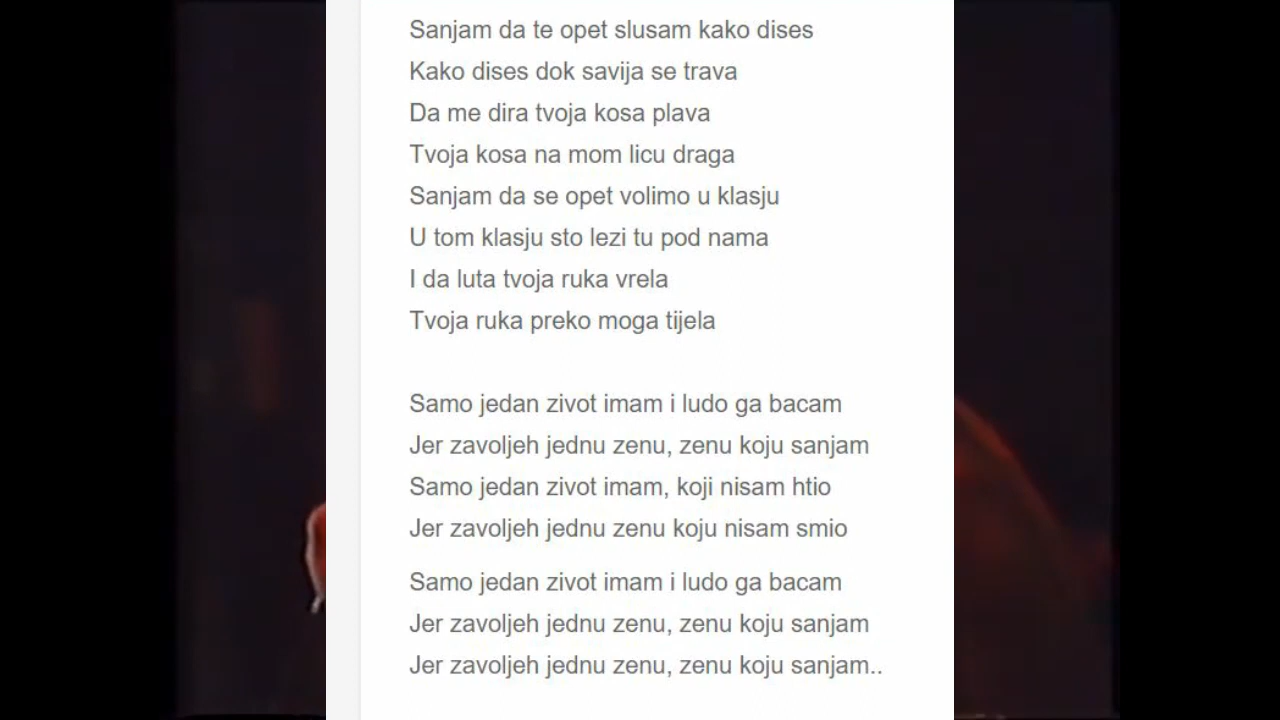 Sanjam da te opet slusam kako dises
Kako dises dok savija se trava
Da me dira tvoja kosa plava
Tvoja kosa na mom licu draga
Sanjam da se opet volimo u klasju
U tom klasju sto lezi tu pod nama
I da luta tvoja ruka vrela
Tvoja ruka preko moga tijela
Samo jedan zivot imam i ludo ga bacam
Jer zavoljeh jednu zenu, zenu koju sanjam
Samo jedan zivot imam, koji nisam htio
Jer zavoljeh jednu zenu koju nisam smio
Samo jedan zivot imam i ludo ga bacam
Jer zavoljeh jednu zenu, zenu koju sanjam
Jer zavoljeh jednu zenu, zenu koju sanjam..